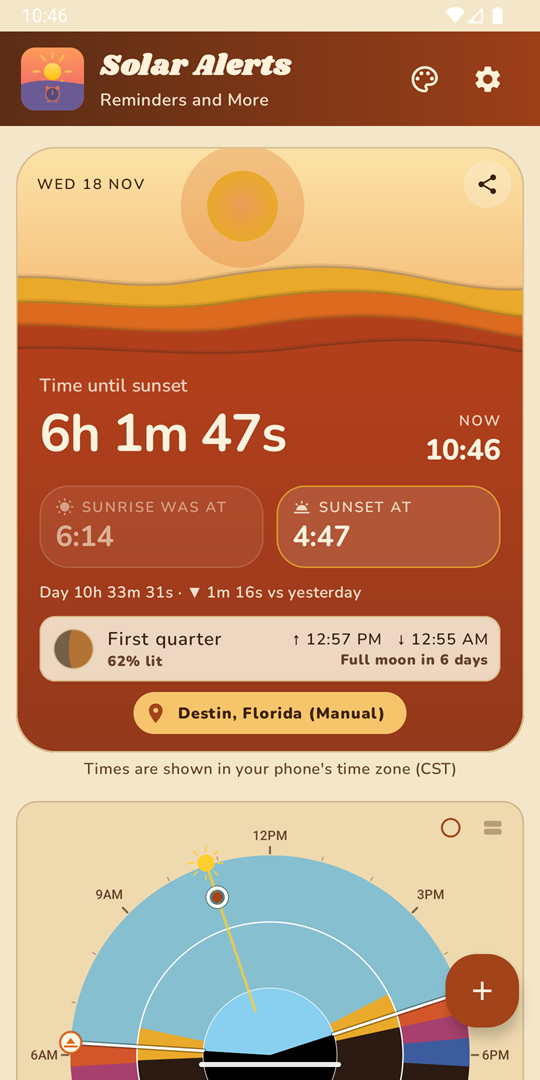 10:46
Solar Alerts
Reminders and More
WED 18 NOV
Time until sunset
6h 1m 47s
NOW
10:46
SUNRISE WAS AT
6:14
SUNSET AT
4:47
Day 10h 33m 31s · ▼ 1m 16s vs yesterday
First quarter
62% lit
↑ 12:57 PM ↓ 12:55 AM
Full moon in 6 days
Destin, Florida (Manual)
Times are shown in your phone's time zone (CST)
12PM
9AM
3PM
+
6AM
6PM